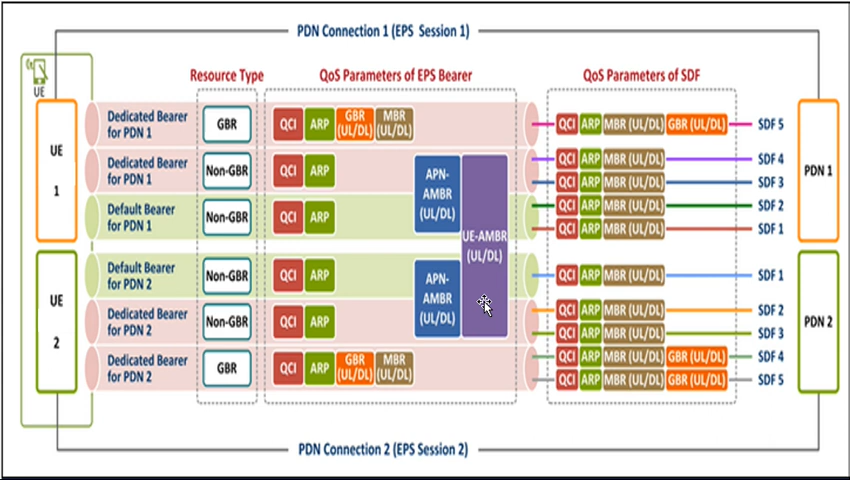 PDN Connection 1 (EPS Session 1)
Resource Type
QoS Parameters of EPS Bearer
QoS Parameters of SDF
UE
UE
1
Dedicated Bearer
for PDN 1
GBR
QCI
ARP
GBR
(UL/DL)
MBR
(UL/DL)
QCI ARP MBR (UL/DL) GBR (UL/DL)
SDF 5
Dedicated Bearer
for PDN 1
Non-GBR
QCI
ARP
APN-
AMBR
(UL/DL)
QCI ARP MBR (UL/DL)
SDF 4
QCI ARP MBR (UL/DL)
SDF 3
PDN 1
Default Bearer
for PDN 1
Non-GBR
QCI
ARP
QCI ARP MBR (UL/DL)
SDF 2
QCI ARP MBR (UL/DL)
SDF 1
UE-AMBR
(UL/DL)
UE
2
Default Bearer
for PDN 2
Non-GBR
QCI
ARP
APN-
AMBR
(UL/DL)
QCI ARP MBR (UL/DL)
SDF 1
Dedicated Bearer
for PDN 2
Non-GBR
QCI
ARP
QCI ARP MBR (UL/DL)
SDF 2
QCI ARP MBR (UL/DL)
SDF 3
PDN 2
Dedicated Bearer
for PDN 2
GBR
QCI
ARP
GBR
(UL/DL)
MBR
(UL/DL)
QCI ARP MBR (UL/DL) GBR (UL/DL)
SDF 4
QCI ARP MBR (UL/DL) GBR (UL/DL)
SDF 5
PDN Connection 2 (EPS Session 2)